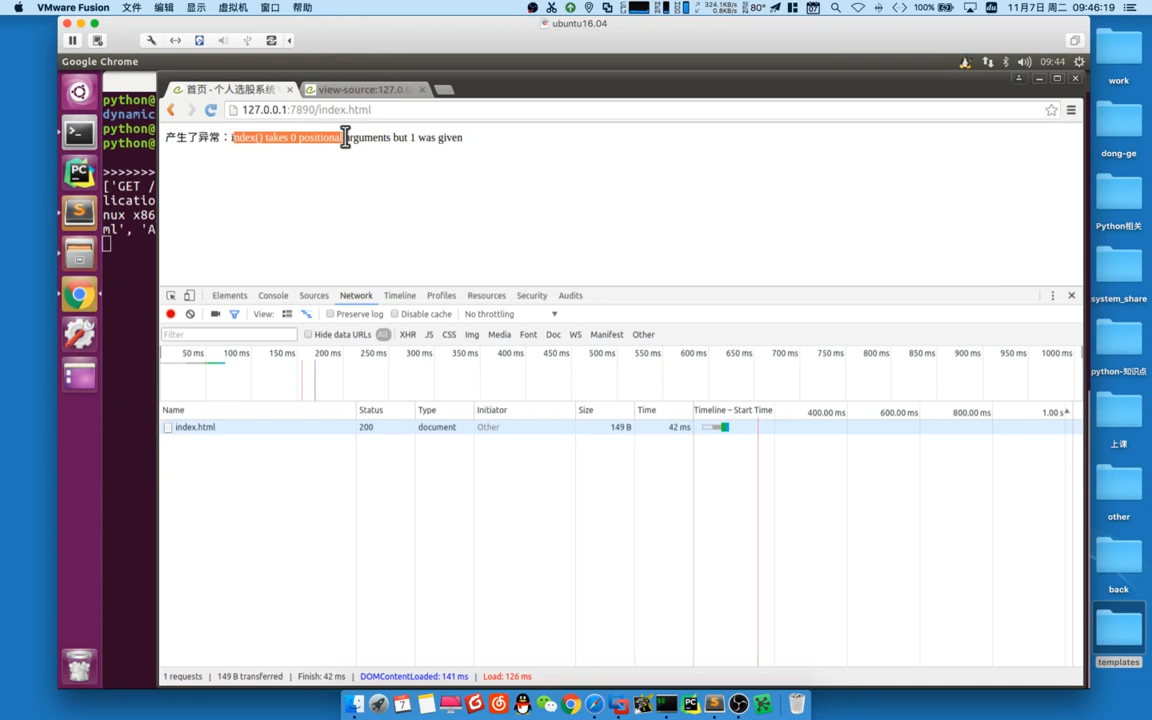 VMware Fusion 文件 编辑 显示 虚拟机 窗口 帮助 324.1KB/s 0.8KB/s 80° 100% 11月7日 周二 09:46:19
ubuntu16.04
Google Chrome 09:44
首页 - 个人选股系统 view-source:127.0.
127.0.0.1:7890/index.html
产生了异常：index() takes 0 positional arguments but 1 was given
python@
dynamic
python@
python@
>>>>>>>
['GET /
licatio
nux x86
ml', 'A
Elements Console Sources Network Timeline Profiles Resources Security Audits
View: Preserve log Disable cache No throttling
Filter Hide data URLs All XHR JS CSS Img Media Font Doc WS Manifest Other
50 ms 100 ms 150 ms 200 ms 250 ms 300 ms 350 ms 400 ms 450 ms 500 ms 550 ms 600 ms 650 ms 700 ms 750 ms 800 ms 850 ms 900 ms 950 ms 1000 ms
Name Status Type Initiator Size Time Timeline – Start Time 400.00 ms 600.00 ms 800.00 ms 1.00 s
index.html 200 document Other 149 B 42 ms
1 requests | 149 B transferred | Finish: 42 ms | DOMContentLoaded: 141 ms | Load: 126 ms
work
dong-ge
Python相关
system_share
python-知识点
上课
other
back
templates